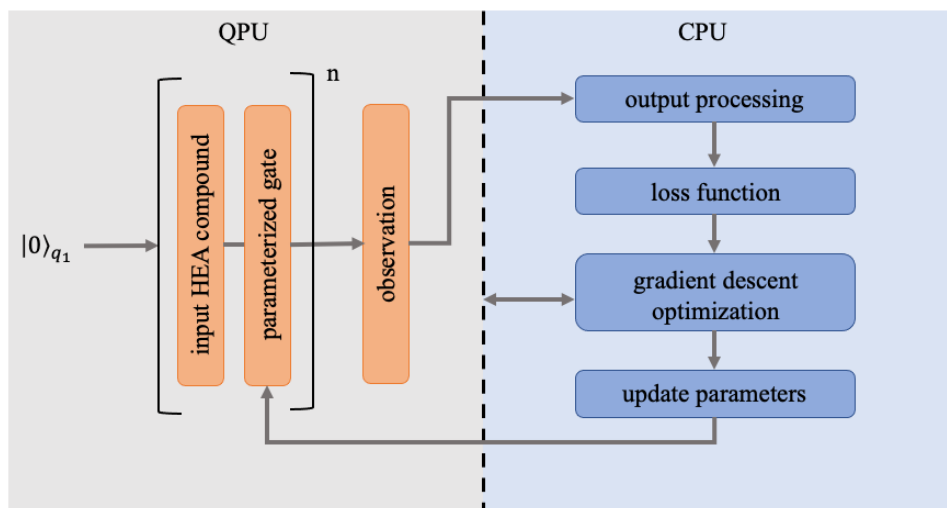 QPU
CPU
n
input HEA compound
parameterized gate
observation
|0⟩q₁
output processing
loss function
gradient descent
optimization
update parameters